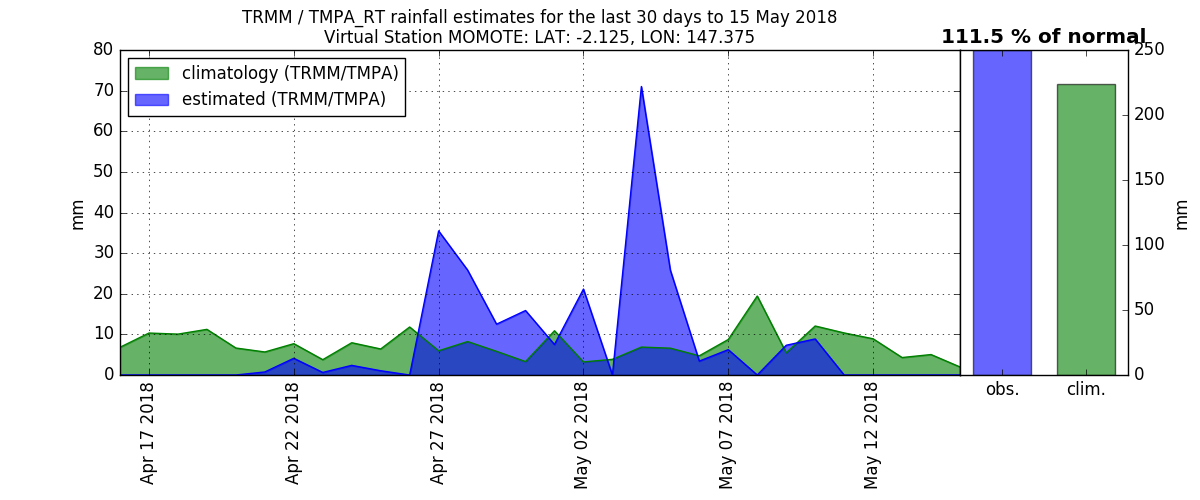 TRMM / TMPA_RT rainfall estimates for the last 30 days to 15 May 2018
Virtual Station MOMOTE: LAT: -2.125, LON: 147.375
111.5 % of normal
climatology (TRMM/TMPA)
estimated (TRMM/TMPA)
80
70
60
50
40
30
20
10
0
mm
250
200
150
100
50
0
mm
Apr 17 2018
Apr 22 2018
Apr 27 2018
May 02 2018
May 07 2018
May 12 2018
obs.
clim.